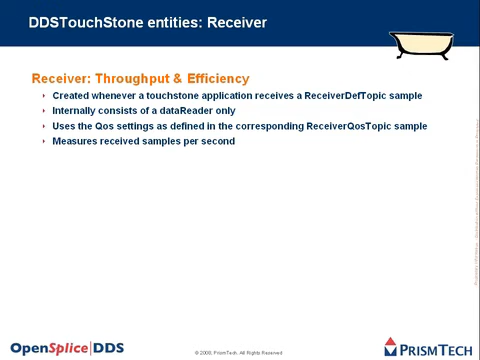 DDSTouchStone entities: Receiver
Receiver: Throughput & Efficiency
Created whenever a touchstone application receives a ReceiverDefTopic sample
Internally consists of a dataReader only
Uses the Qos settings as defined in the corresponding ReceiverQosTopic sample
Measures received samples per second
OpenSplice|DDS
© 2008, PrismTech. All Rights Reserved
PRISMTECH